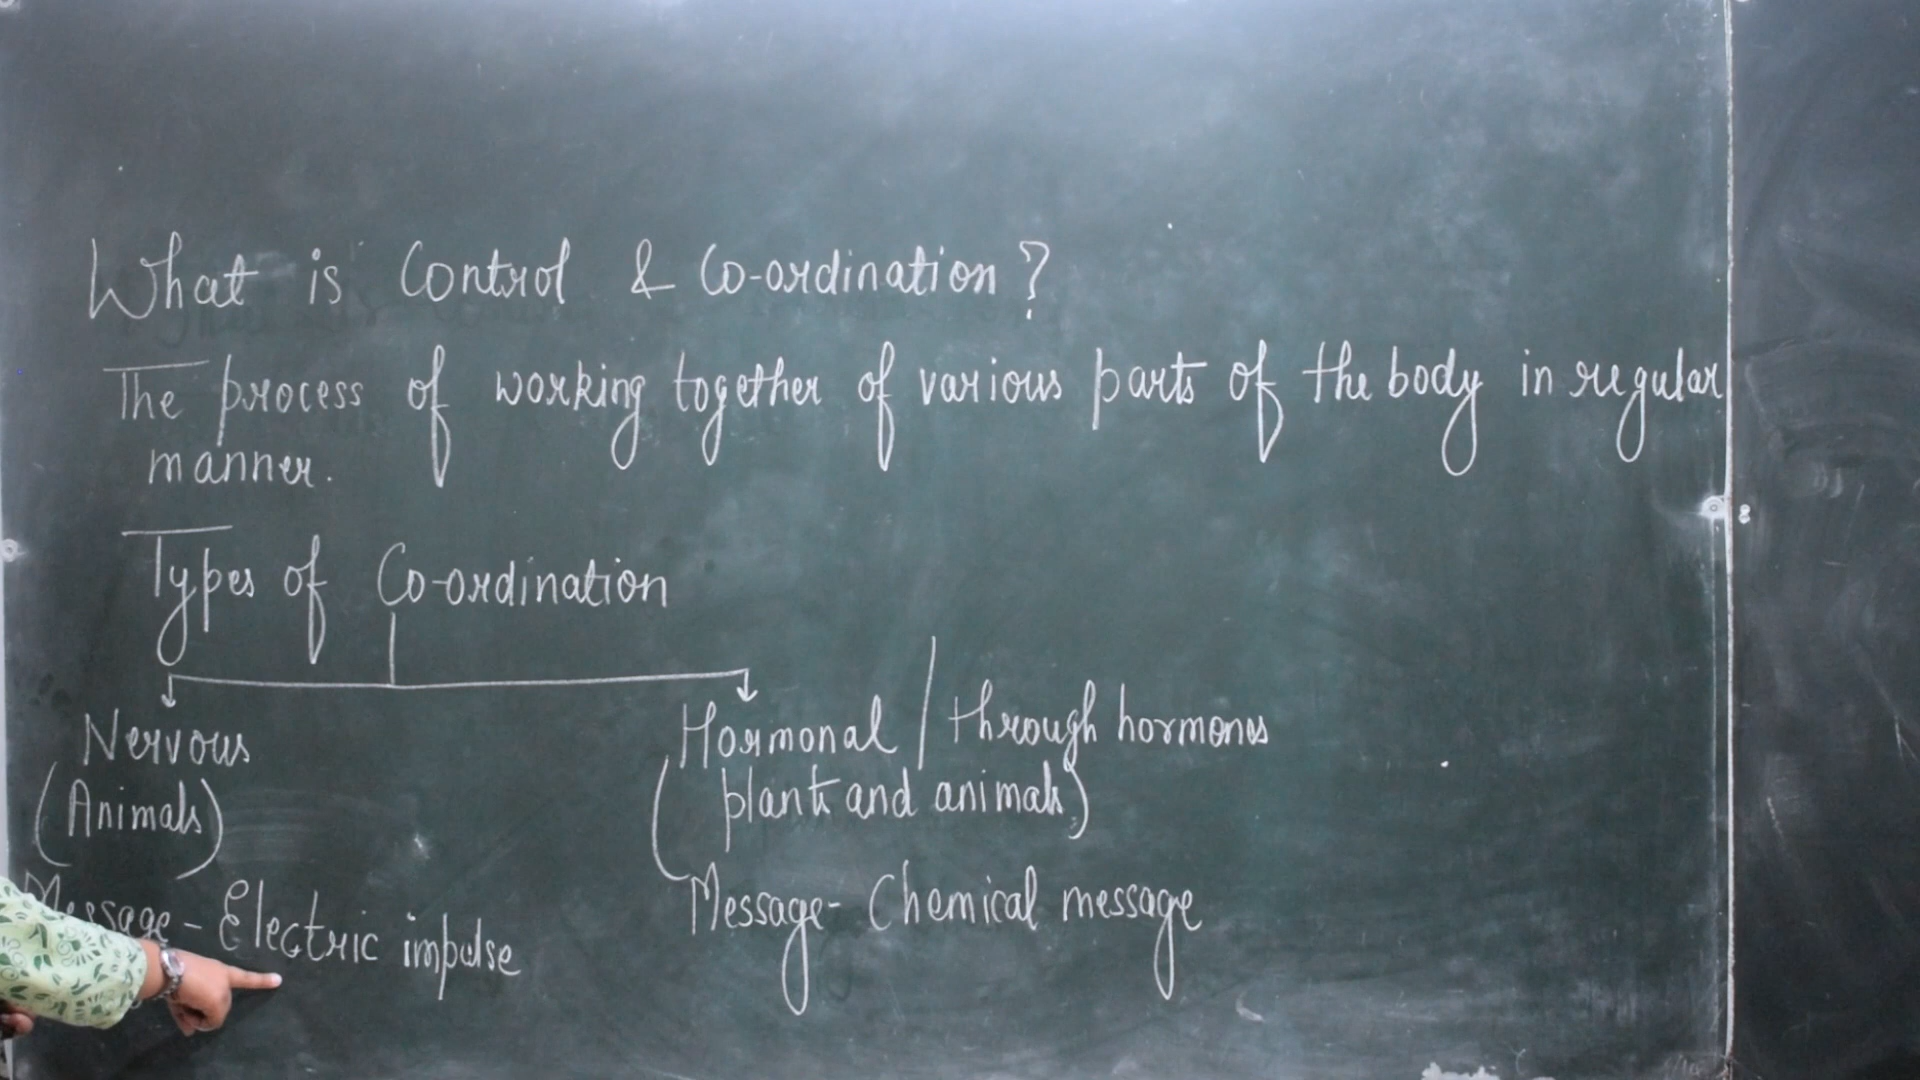 What is Control & Co-ordination?
The process of working together of various parts of the body in regular
manner.
Types of Co-ordination
Nervous
(Animals)
Message - Electric impulse
Hormonal / through hormones
(plants and animals)
Message - Chemical message